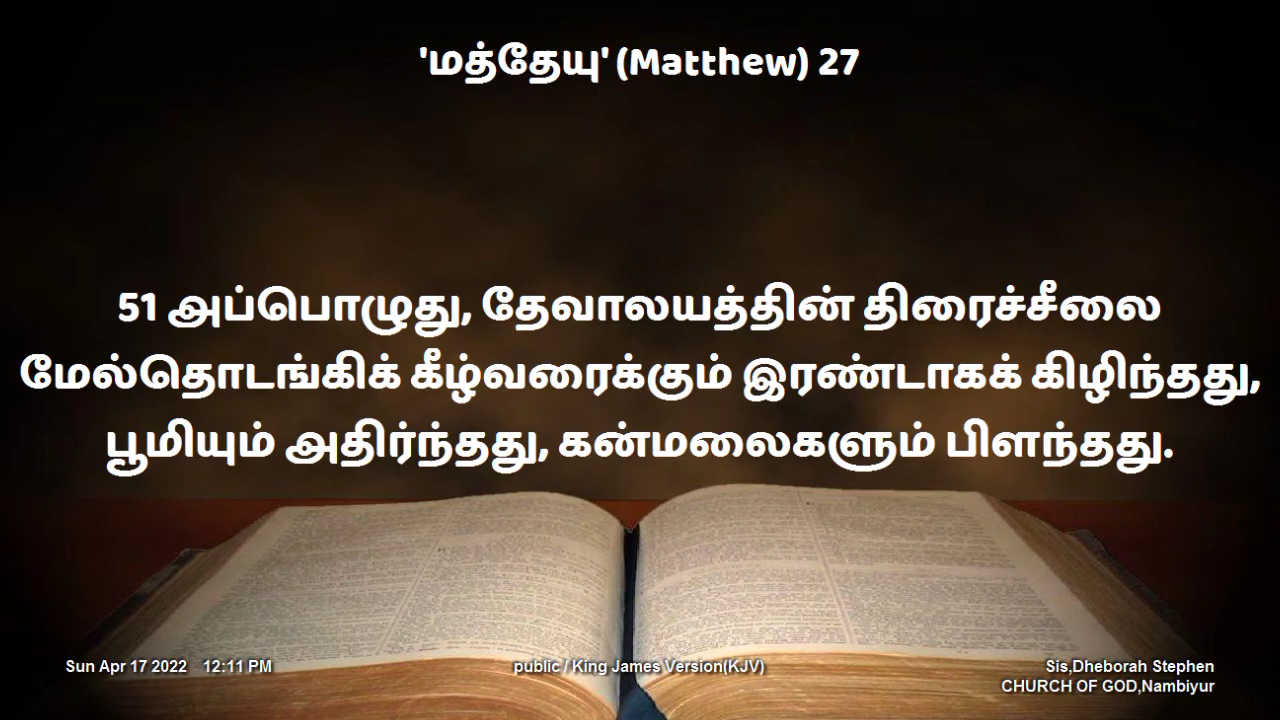 'மத்தேயு' (Matthew) 27
51 அப்பொழுது, தேவாலயத்தின் திரைச்சீலை
மேல்தொடங்கிக் கீழ்வரைக்கும் இரண்டாகக் கிழிந்தது,
பூமியும் அதிர்ந்தது, கன்மலைகளும் பிளந்தது.
Sun Apr 17 2022 12:11 PM
public / King James Version(KJV)
Sis,Dheborah Stephen
CHURCH OF GOD,Nambiyur